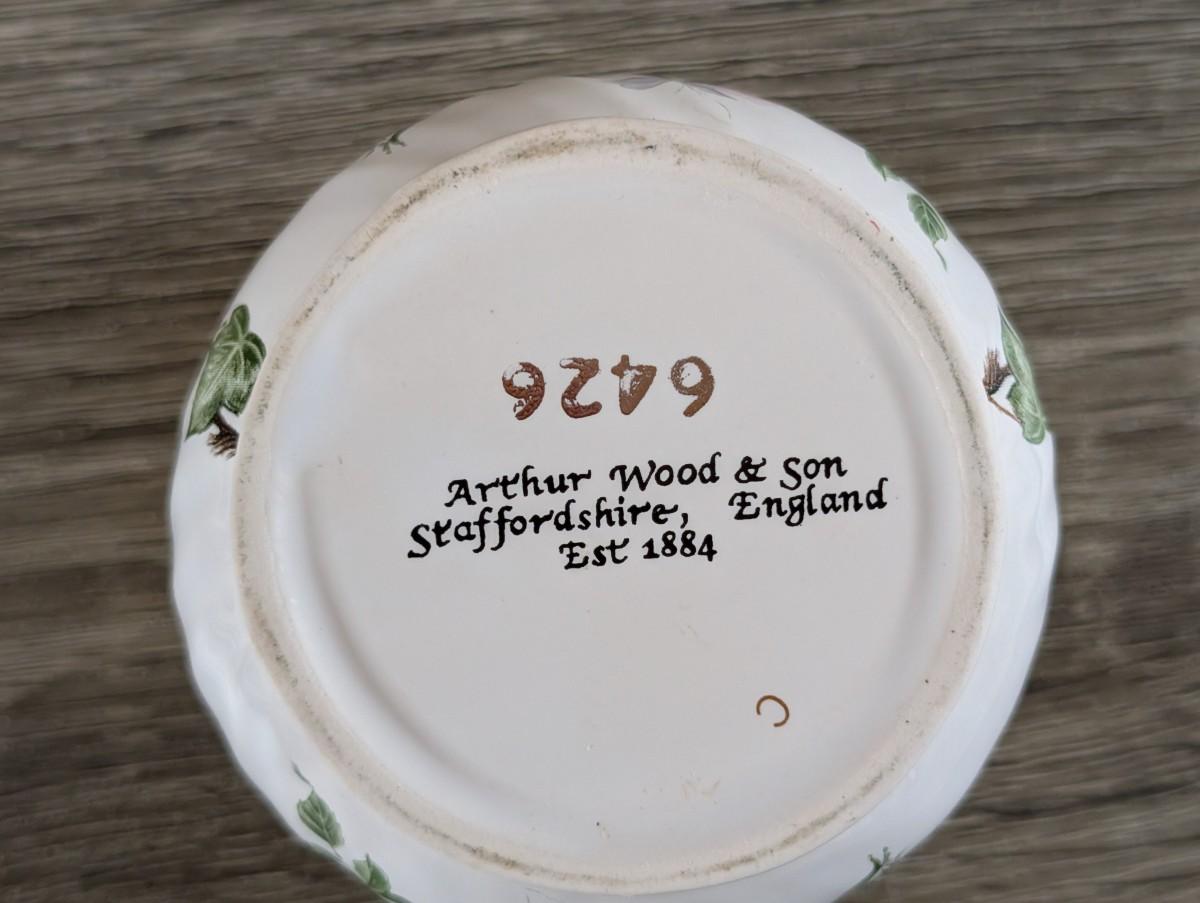 6426
Arthur Wood & Son
Staffordshire, England
Est 1884
C